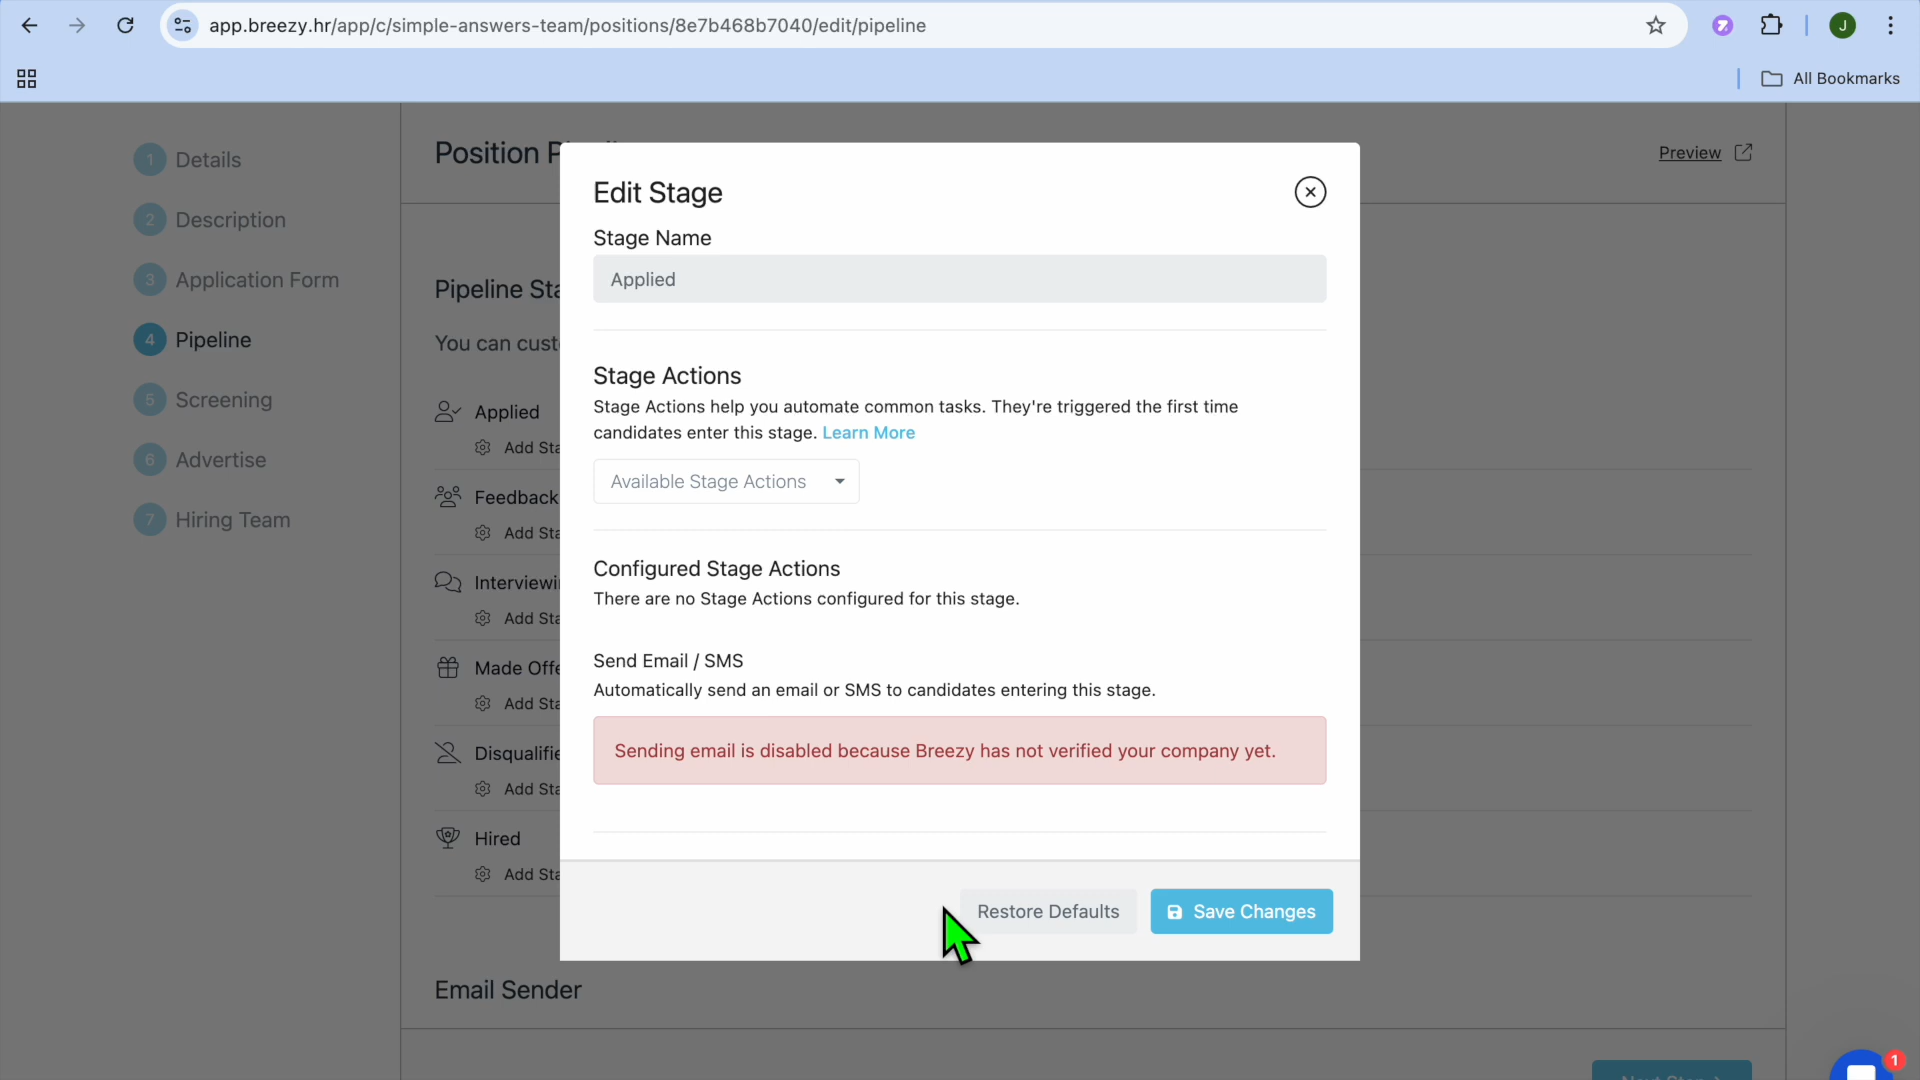 app.breezy.hr/app/c/simple-answers-team/positions/8e7b468b7040/edit/pipeline
J
All Bookmarks
1 Details
2 Description
3 Application Form
4 Pipeline
5 Screening
6 Advertise
7 Hiring Team
Position P
Preview
Pipeline Sta
You can cust
Applied
Add Sta
Feedback
Add Sta
Interviewi
Add Sta
Made Offe
Add Sta
Disqualifie
Add Sta
Hired
Add Sta
Email Sender
Edit Stage
Stage Name
Applied
Stage Actions
Stage Actions help you automate common tasks. They're triggered the first time
candidates enter this stage. Learn More
Available Stage Actions
Configured Stage Actions
There are no Stage Actions configured for this stage.
Send Email / SMS
Automatically send an email or SMS to candidates entering this stage.
Sending email is disabled because Breezy has not verified your company yet.
Restore Defaults
Save Changes
1